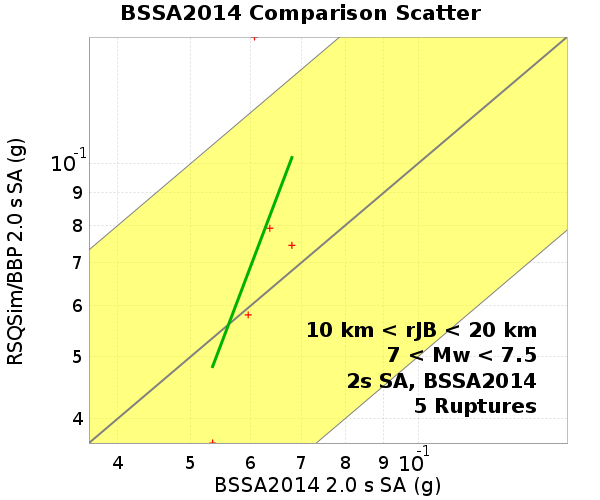 BSSA2014 Comparison Scatter
RSQSim/BBP 2.0 s SA (g)
10-1
9
8
7
6
5
4
10 km < rJB < 20 km
7 < Mw < 7.5
2s SA, BSSA2014
5 Ruptures
4 5 6 7 8 9 10-1
BSSA2014 2.0 s SA (g)